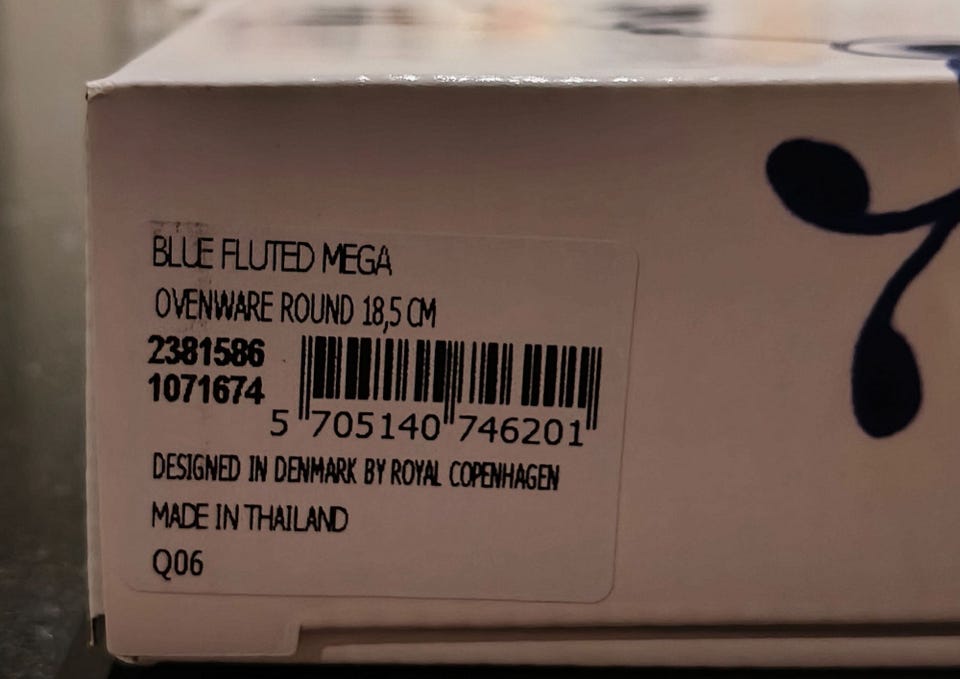 BLUE FLUTED MEGA
OVENWARE ROUND 18,5 CM
2381586
1071674
5 705140 746201
DESIGNED IN DENMARK BY ROYAL COPENHAGEN
MADE IN THAILAND
Q06